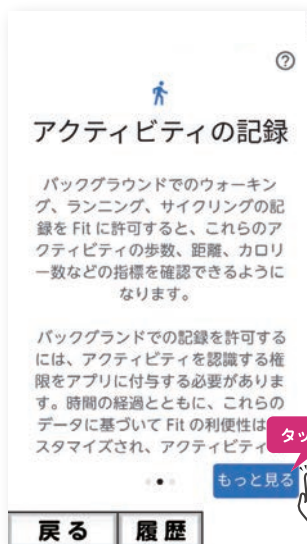 ?
アクティビティの記録
バックグラウンドでのウォーキン
グ、ランニング、サイクリングの記
録を Fit に許可すると、これらのア
クティビティの歩数、距離、カロリ
ー数などの指標を確認できるように
なります。
バックグランドでの記録を許可する
には、アクティビティを認識する権
限をアプリに付与する必要がありま
す。時間の経過とともに、これらの
データに基づいて Fit の利便性は
スタマイズされ、アクティビティ
タッ
もっと見る
戻る
履歴